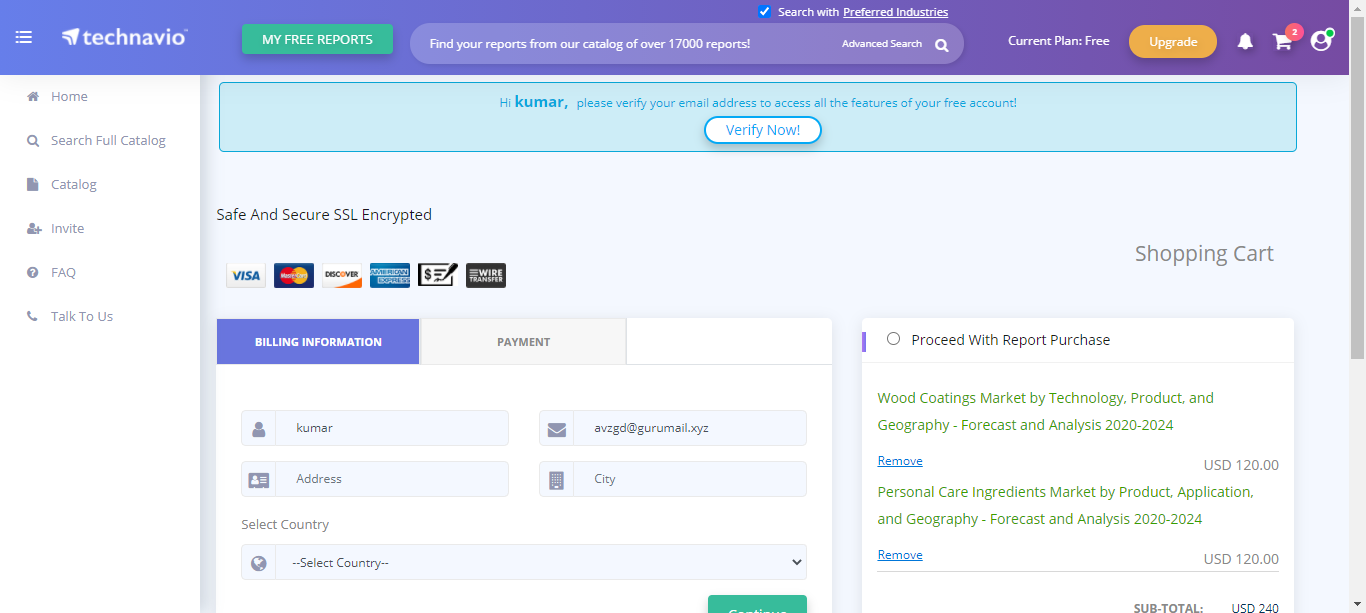 Search with Preferred Industries
technavio
MY FREE REPORTS
Find your reports from our catalog of over 17000 reports!
Advanced Search
Current Plan: Free
Upgrade
2
Home
Search Full Catalog
Catalog
Invite
FAQ
Talk To Us
Hi kumar, please verify your email address to access all the features of your free account!
Verify Now!
Safe And Secure SSL Encrypted
VISA
MasterCard
DISCOVER
AMERICAN EXPRESS
WIRE TRANSFER
Shopping Cart
BILLING INFORMATION
PAYMENT
kumar
avzgd@gurumail.xyz
Address
City
Select Country
--Select Country--
Continue
Proceed With Report Purchase
Wood Coatings Market by Technology, Product, and
Geography - Forecast and Analysis 2020-2024
Remove
USD 120.00
Personal Care Ingredients Market by Product, Application,
and Geography - Forecast and Analysis 2020-2024
Remove
USD 120.00
SUB-TOTAL: USD 240